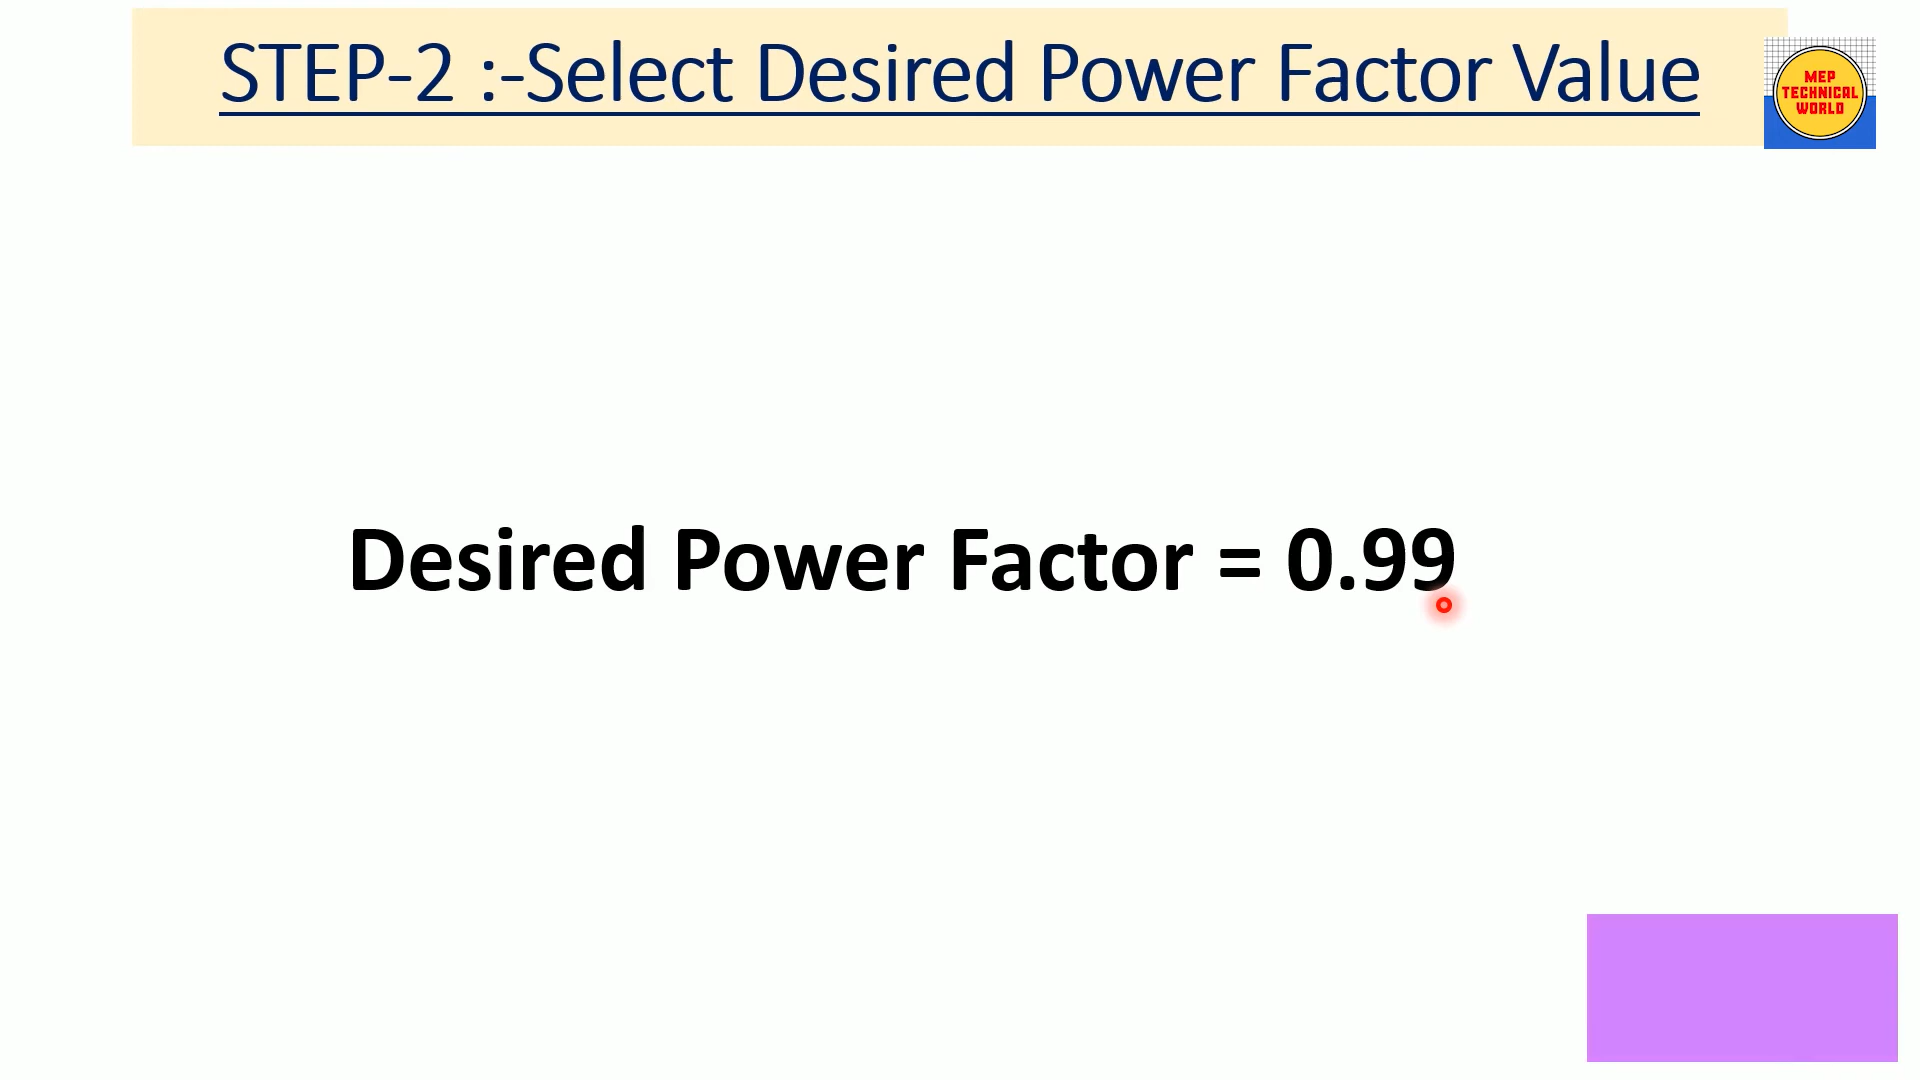 STEP-2 :-Select Desired Power Factor Value
MEP
TECHNICAL
WORLD
Desired Power Factor = 0.99